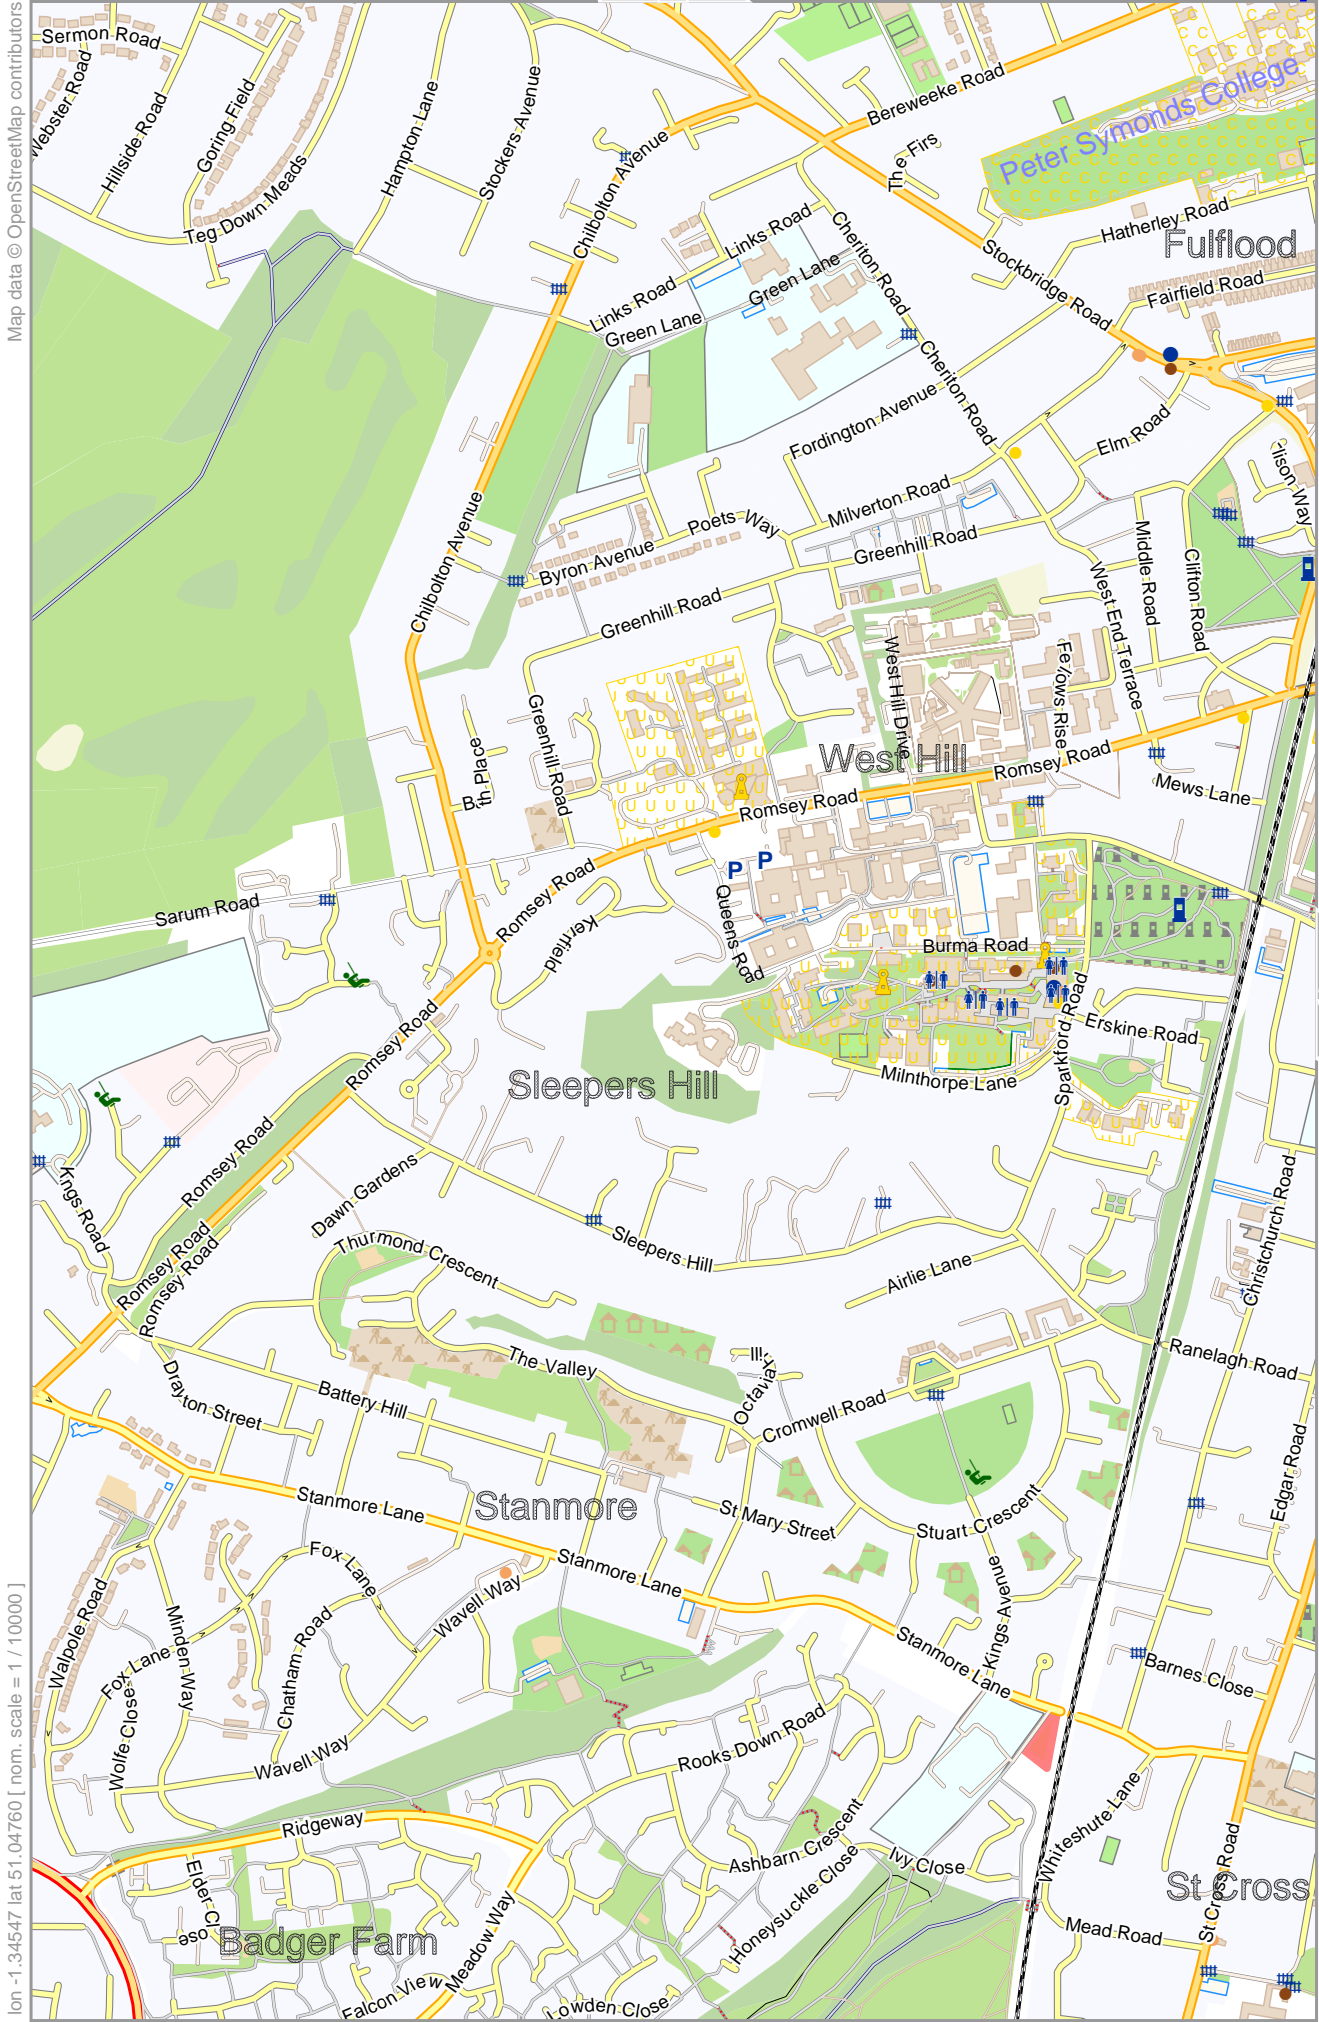 Map data © OpenStreetMap contributors
Sermon Road
Webster Road
Hillside Road
Goring Field
Teg Down Meads
Hampton Lane
Stockers Avenue
Chilbolton Avenue
Bereweeke Road
The Firs
Peter Symonds College
Hatherley Road
Fulflood
Fairfield Road
Stockbridge Road
Links Road
Links Road
Green Lane
Green Lane
Cheriton Road
Cheriton Road
Fordington Avenue
Elm Road
Milverton Road
Poets Way
Byron Avenue
Greenhill Road
Greenhill Road
Greenhill Road
Chilbolton Avenue
Middle Road
Clifton Road
West End Terrace
West Hill Drive
West Hill
Romsey Road
Romsey Road
Mews Lane
Romsey Road
Sarum Road
Kerrfield
Queens Road
Burma Road
Sparkford Road
Erskine Road
Milnthorpe Lane
Romsey Road
Sleepers Hill
Romsey Road
Kings Road
Dawn Gardens
Romsey Road
Romsey Road
Thurmond Crescent
Sleepers Hill
Airlie Lane
Christchurch Road
Ranelagh Road
The Valley
Drayton Street
Battery Hill
Cromwell Road
Edgar Road
Stanmore Lane
Stanmore
St Mary Street
Stuart Crescent
Stanmore Lane
Fox Lane
Wavell Way
Kings Avenue
Walpole Road
Minden Way
Fox Lane
Chatham Road
Wolfe Close
Stanmore Lane
Barnes Close
Rooks Down Road
Wavell Way
Ridgeway
Whiteshute Lane
Ashbarn Crescent
Ivy Close
Honeysuckle Close
St Cross
St Cross Road
Mead Road
Elder Close
Badger Farm
Meadow Way
Falcon View
Lowden Close
P
P
lon -1.34547 lat 51.04760 [ nom. scale = 1 / 10000 ]